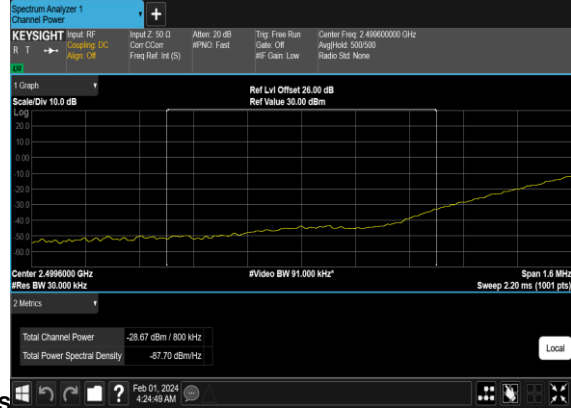 Spectrum Analyzer 1
Channel Power
+
KEYSIGHT Input: RF Input Z: 50 Ω Atten: 20 dB Trig: Free Run Center Freq: 2.499600000 GHz
R T Coupling: DC Corr CCorr #PNO: Fast Gate: Off Avg|Hold: 500/500
Align: Off Freq Ref: Int (S) #IF Gain: Low Radio Std: None
1 Graph Ref Lvl Offset 26.00 dB
Scale/Div 10.0 dB Ref Value 30.00 dBm
Log
20.0
10.0
0.00
-10.0
-20.0
-30.0
-40.0
-50.0
-60.0
Center 2.4996000 GHz #Video BW 91.000 kHz* Span 1.6 MHz
#Res BW 30.000 kHz Sweep 2.20 ms (1001 pts)
2 Metrics
Total Channel Power -28.67 dBm / 800 kHz
Total Power Spectral Density -87.70 dBm/Hz
Local
? Feb 01, 2024
4:24:49 AM
s